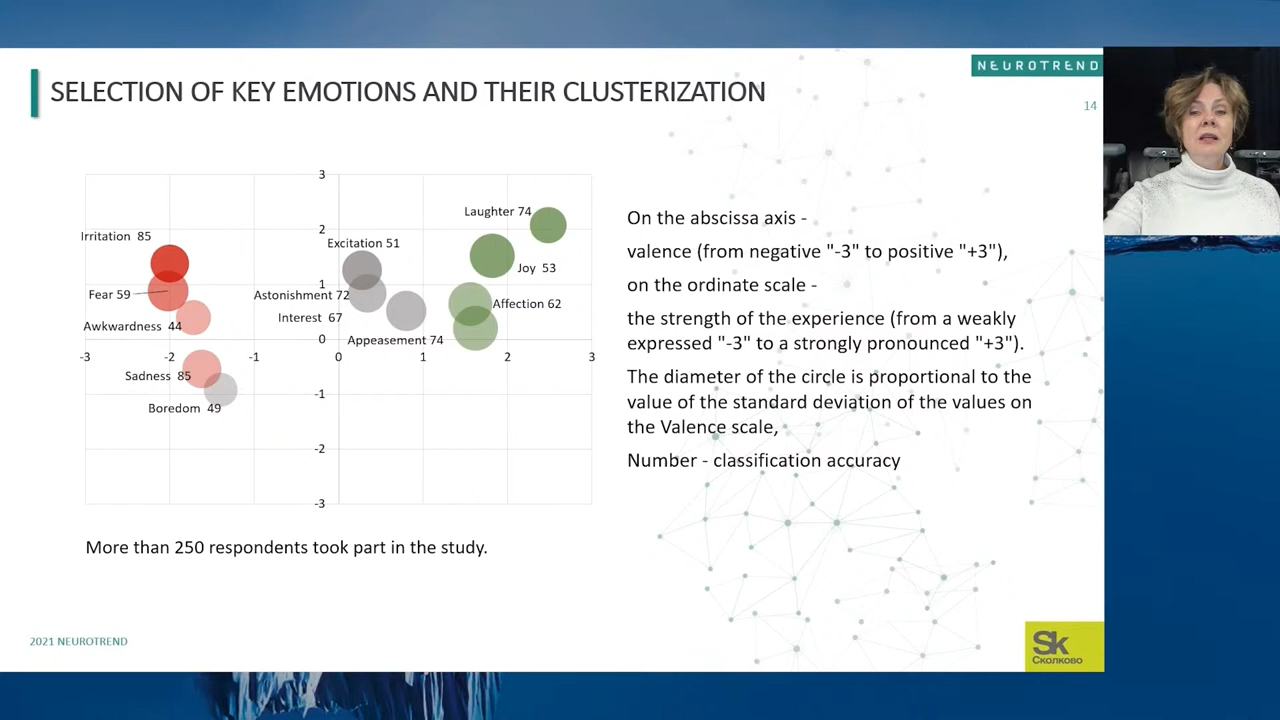 NEUROTREND
SELECTION OF KEY EMOTIONS AND THEIR CLUSTERIZATION
14
3
2
1
0
-1
-2
-3
-3
-2
-1
0
1
2
3
Laughter 74
Irritation 85
Excitation 51
Joy 53
Fear 59
Astonishment 72
Affection 62
Interest 67
Awkwardness 44
Appeasement 74
Sadness 85
Boredom 49
On the abscissa axis -
valence (from negative "-3" to positive "+3"),
on the ordinate scale -
the strength of the experience (from a weakly
expressed "-3" to a strongly pronounced "+3").
The diameter of the circle is proportional to the
value of the standard deviation of the values on
the Valence scale,
Number - classification accuracy
More than 250 respondents took part in the study.
2021 NEUROTREND
Sk
Сколково